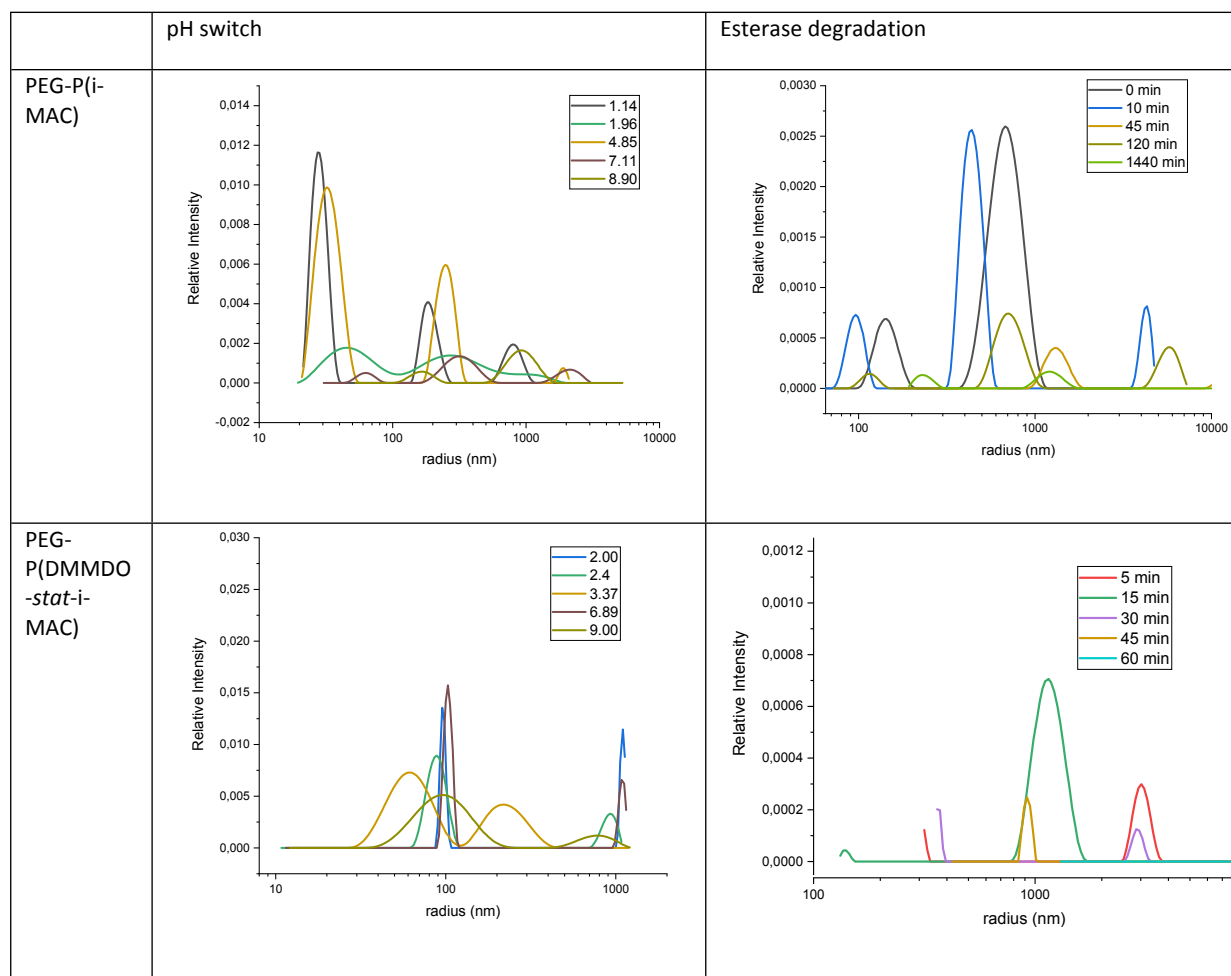 pH switch
Esterase degradation
PEG-P(i-
MAC)
0,014
0,012
0,010
0,008
0,006
0,004
0,002
0,000
-0,002
Relative Intensity
10
100
1000
10000
radius (nm)
1.14
1.96
4.85
7.11
8.90
0,0030
0,0025
0,0020
0,0015
0,0010
0,0005
0,0000
Relative Intensity
100
1000
10000
radius (nm)
0 min
10 min
45 min
120 min
1440 min
PEG-
P(DMMDO
-stat-i-
MAC)
0,030
0,025
0,020
0,015
0,010
0,005
0,000
Relative Intensity
10
100
1000
radius (nm)
2.00
2.4
3.37
6.89
9.00
0,0012
0,0010
0,0008
0,0006
0,0004
0,0002
0,0000
Relative Intensity
100
1000
radius (nm)
5 min
15 min
30 min
45 min
60 min